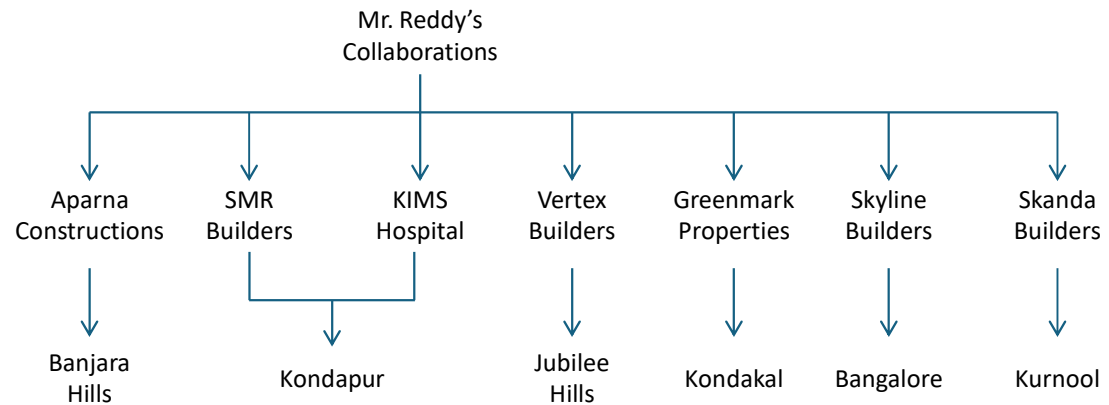 Mr. Reddy’s
Collaborations
Aparna
Constructions
SMR
Builders
KIMS
Hospital
Vertex
Builders
Greenmark
Properties
Skyline
Builders
Skanda
Builders
Banjara
Hills
Kondapur
Jubilee
Hills
Kondakal
Bangalore
Kurnool